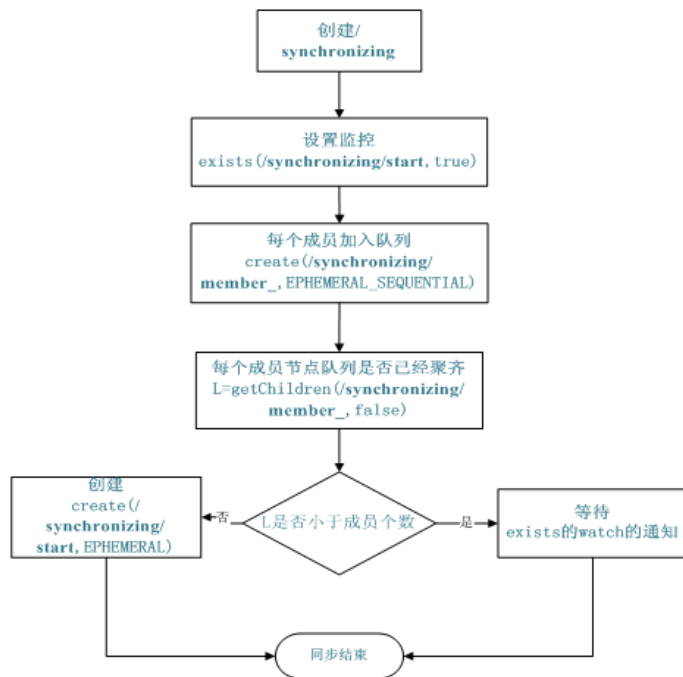 创建/
synchronizing
设置监控
exists(/synchronizing/start,true)
每个成员加入队列
create(/synchronizing/
member_,EPHEMERAL_SEQUENTIAL)
每个成员节点队列是否已经聚齐
L=getChildren(/synchronizing/
member_,false)
创建
create(/
synchronizing/
start,EPHEMERAL)
否
L是否小于成员个数
是
等待
exists的watch的通知
同步结束